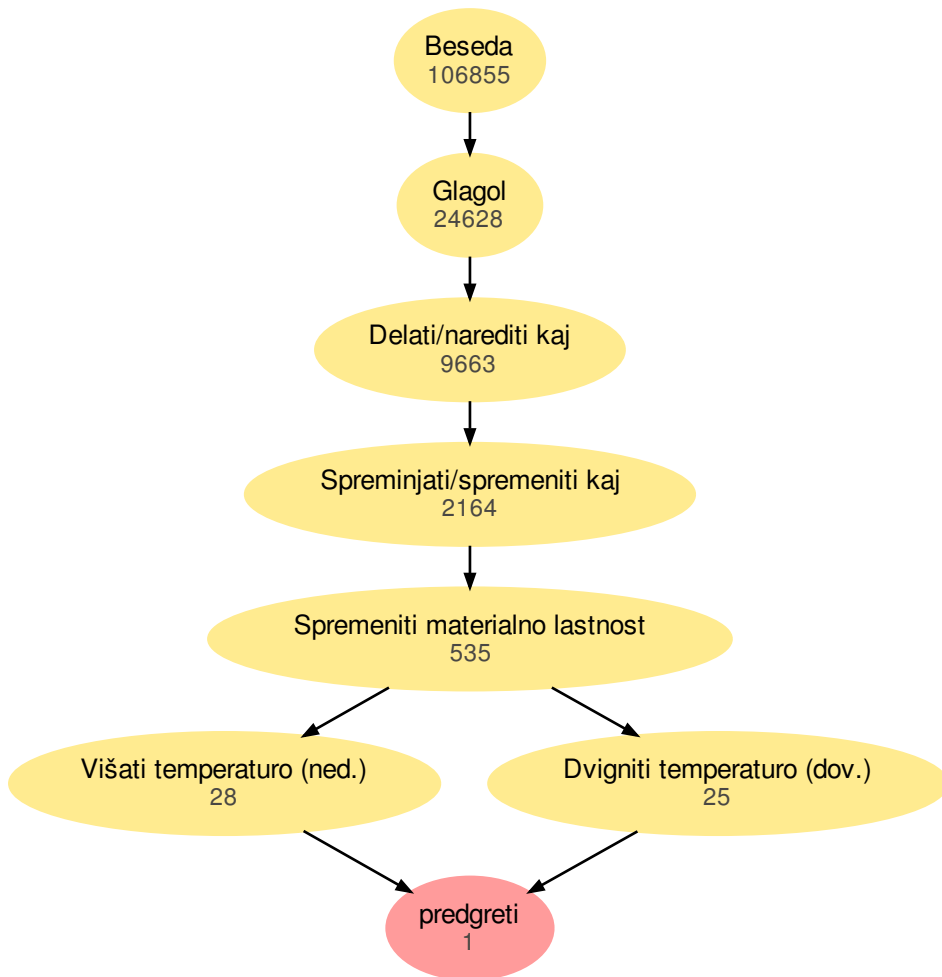 Beseda
106855
Glagol
24628
Delati/narediti kaj
9663
Spreminjati/spremeniti kaj
2164
Spremeniti materialno lastnost
535
Višati temperaturo (ned.)
28
Dvigniti temperaturo (dov.)
25
predgreti
1